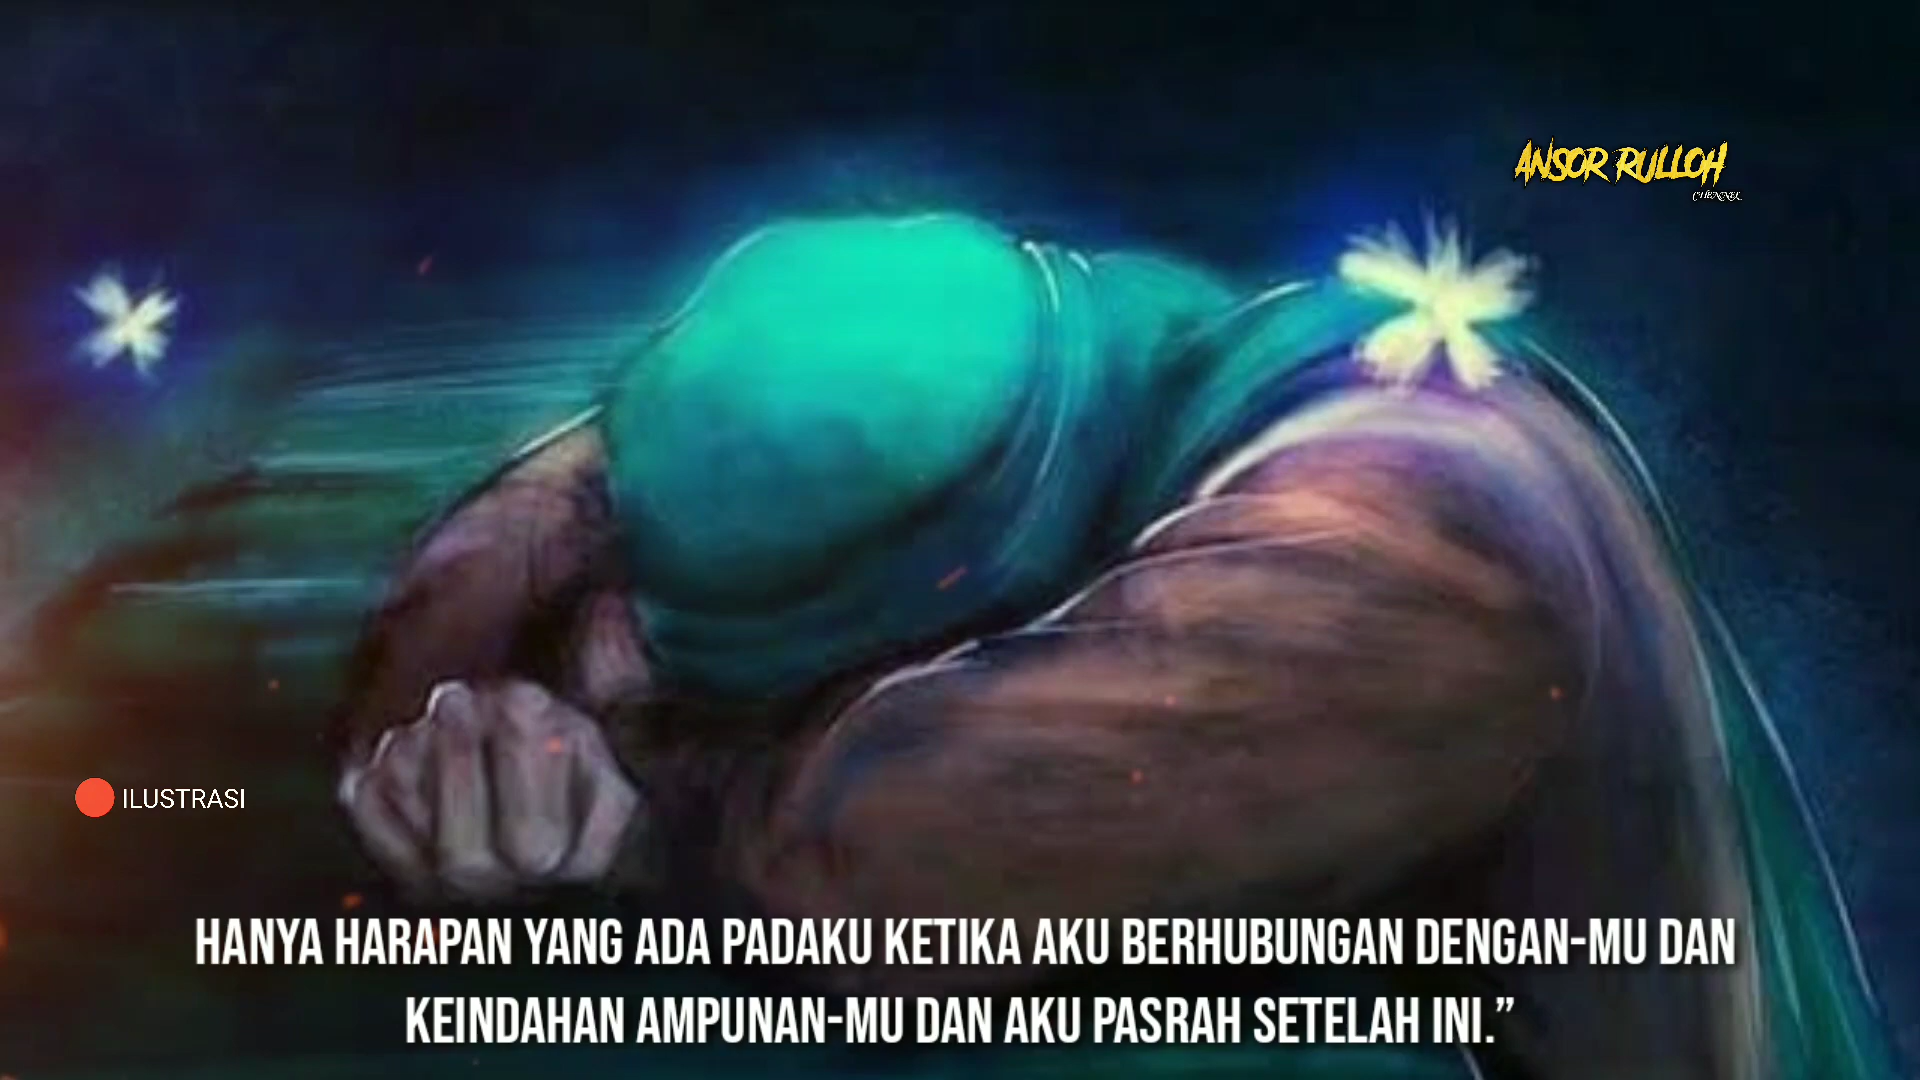 ANSOR RULLOH
CHENNEL
ILUSTRASI
HANYA HARAPAN YANG ADA PADAKU KETIKA AKU BERHUBUNGAN DENGAN-MU DAN
KEINDAHAN AMPUNAN-MU DAN AKU PASRAH SETELAH INI.”